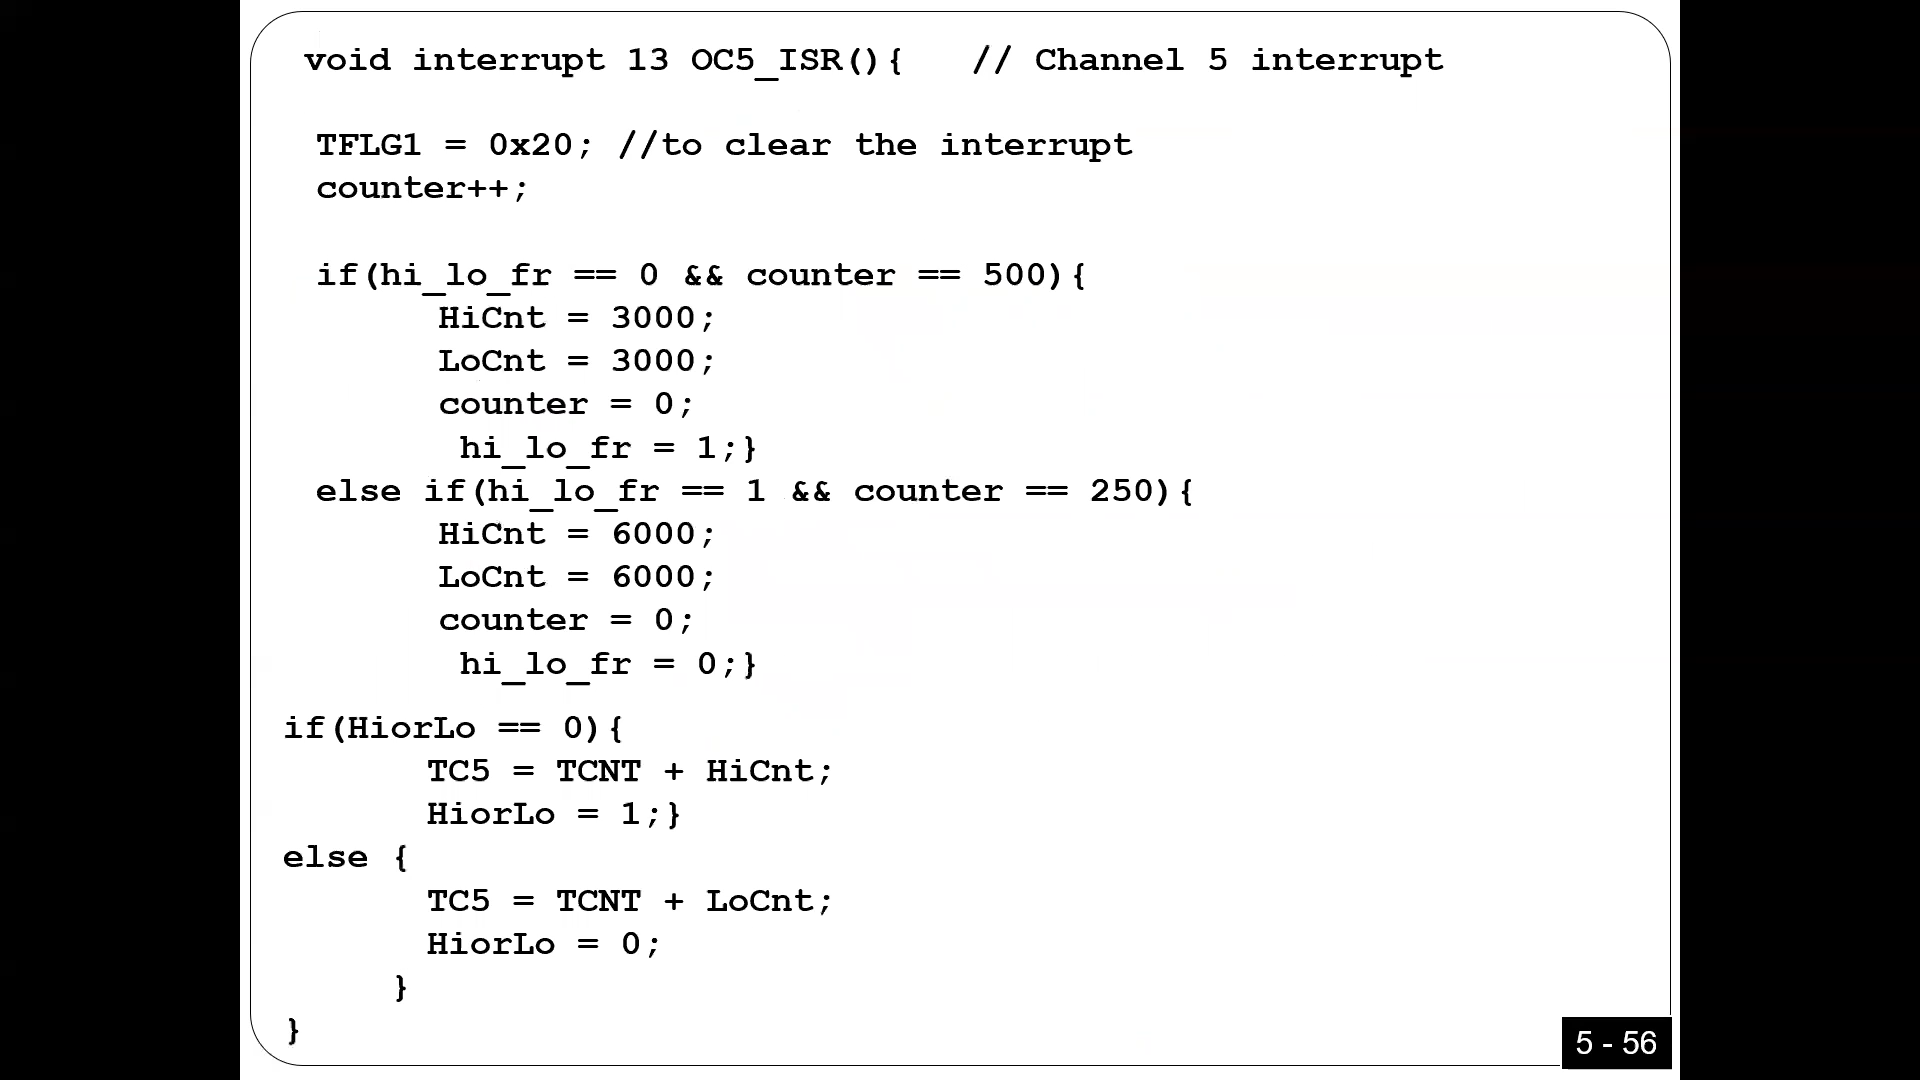 void interrupt 13 OC5_ISR(){   // Channel 5 interrupt
TFLG1 = 0x20; //to clear the interrupt
counter++;
if(hi_lo_fr == 0 && counter == 500){
HiCnt = 3000;
LoCnt = 3000;
counter = 0;
hi_lo_fr = 1;}
else if(hi_lo_fr == 1 && counter == 250){
HiCnt = 6000;
LoCnt = 6000;
counter = 0;
hi_lo_fr = 0;}
if(HiorLo == 0){
TC5 = TCNT + HiCnt;
HiorLo = 1;}
else {
TC5 = TCNT + LoCnt;
HiorLo = 0;
}
}
5 - 56